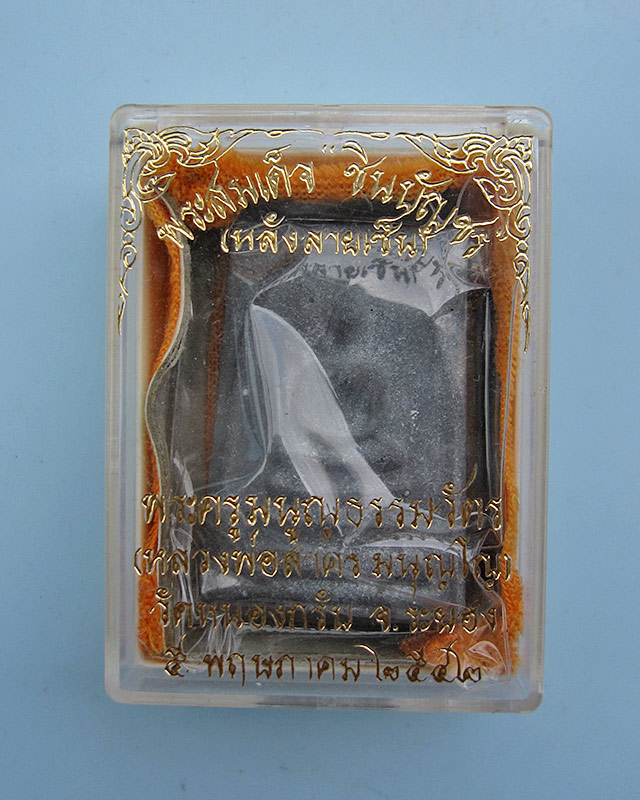 พระสมเด็จ "ชินบัญชร"
(หลังลายเซ็น)
พระครูมนูญธรรมวัตร
(หลวงพ่อสาคร มนุญโญ)
วัดหนองกรับ จ.ระยอง
๕ พฤษภาคม ๒๕๔๒